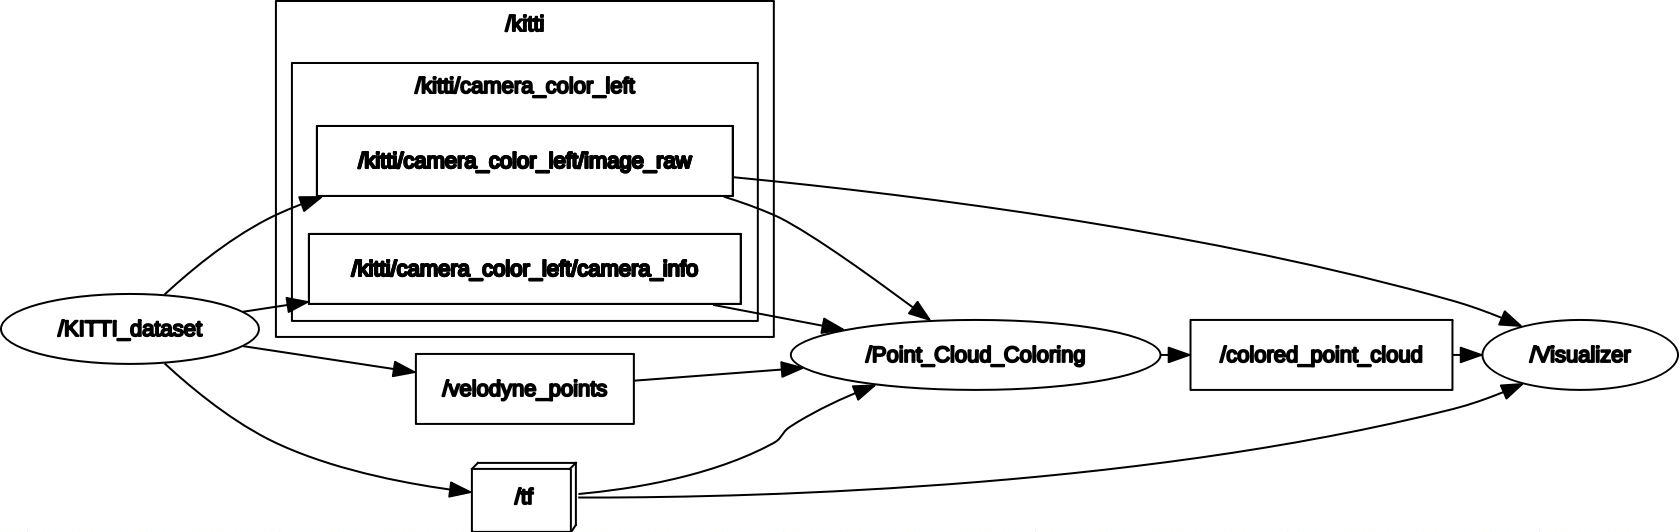 /kitti
/kitti/camera_color_left
/kitti/camera_color_left/image_raw
/kitti/camera_color_left/camera_info
/KITTI_dataset
/velodyne_points
/tf
/Point_Cloud_Coloring
/colored_point_cloud
/Visualizer